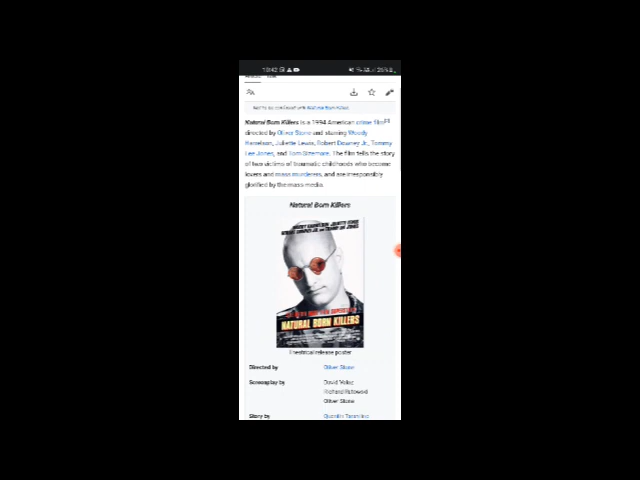 Natural Born Killers is a 1994 American crime film
directed by Oliver Stone and starring Woody
Harrelson, Juliette Lewis, Robert Downey Jr., Tommy
Lee Jones, and Tom Sizemore. The film tells the story
of two victims of traumatic childhoods who become
lovers and mass murderers, and are irresponsibly
glorified by the mass media.
Natural Born Killers
NATURAL BORN KILLERS
Theatrical release poster
Directed by
Oliver Stone
Screenplay by
David Veloz
Richard Rutowski
Oliver Stone
Story by
Quentin Tarantino